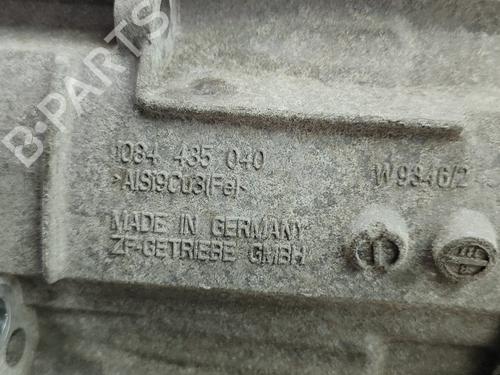 B-PARTS
1084 435 040
>AlSi9Cu3(Fe)<
W9346/2
MADE IN GERMANY
ZF-GETRIEBE GMBH